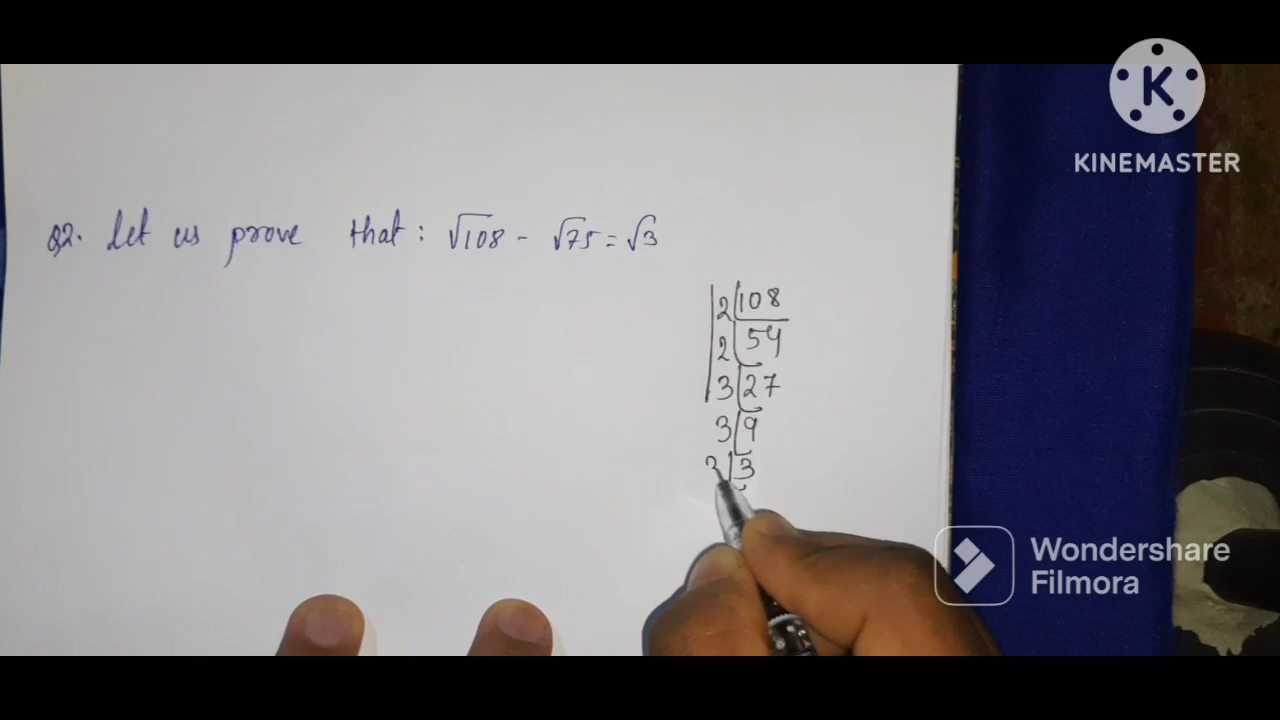 Q2. Let us prove that : √108 - √75 = √3
2 | 108
2 | 54
3 | 27
3 | 9
3 | 3
K
KINEMASTER
Wondershare
Filmora